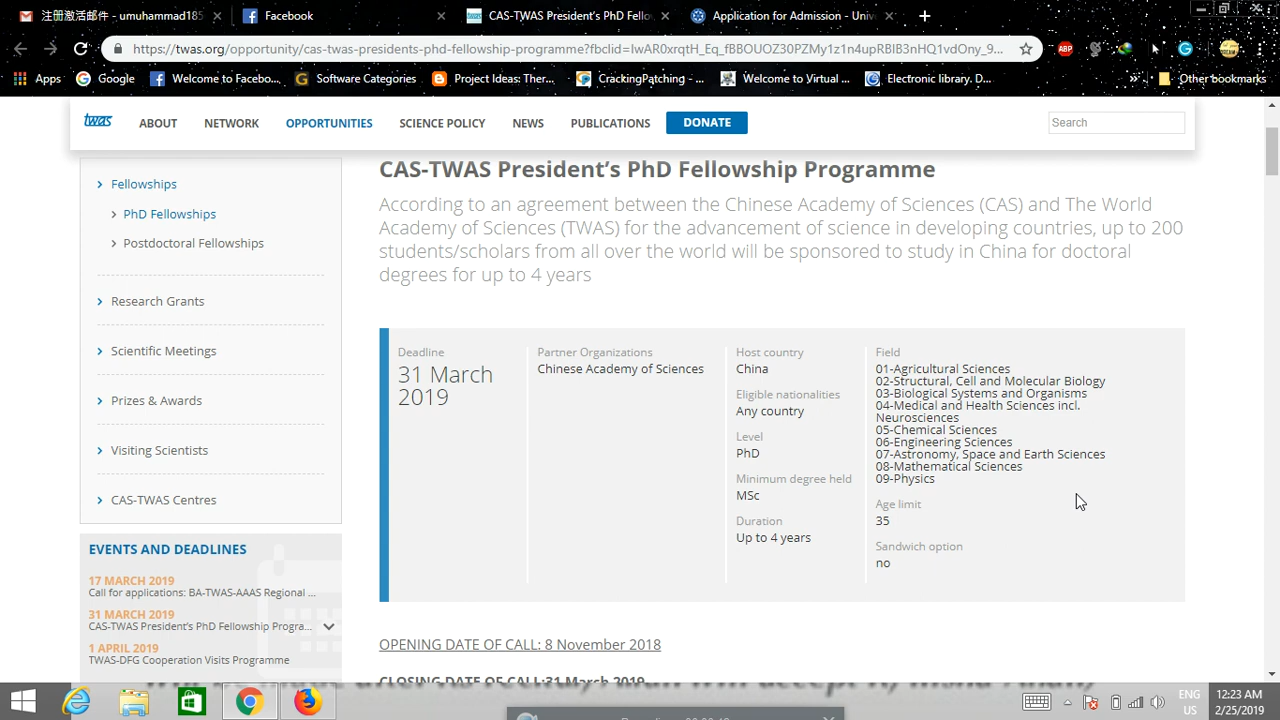 注册激活邮件 - umuhammad185
Facebook
CAS-TWAS President's PhD Fello
Application for Admission - Univ
https://twas.org/opportunity/cas-twas-presidents-phd-fellowship-programme?fbclid=IwAR0xrqtH_Eq_fBBOUOZ30PZMy1z1n4upRBIB3nHQ1vdOny_9...
ABP
Apps
Google
Welcome to Facebo...
Software Categories
Project Ideas: Ther...
CrackingPatching - ...
Welcome to Virtual ...
Electronic library. D...
Other bookmarks
twas
ABOUT
NETWORK
OPPORTUNITIES
SCIENCE POLICY
NEWS
PUBLICATIONS
DONATE
Search
Fellowships
PhD Fellowships
Postdoctoral Fellowships
Research Grants
Scientific Meetings
Prizes & Awards
Visiting Scientists
CAS-TWAS Centres
EVENTS AND DEADLINES
17 MARCH 2019
Call for applications: BA-TWAS-AAAS Regional ...
31 MARCH 2019
CAS-TWAS President's PhD Fellowship Progra...
1 APRIL 2019
TWAS-DFG Cooperation Visits Programme
CAS-TWAS President's PhD Fellowship Programme
According to an agreement between the Chinese Academy of Sciences (CAS) and The World
Academy of Sciences (TWAS) for the advancement of science in developing countries, up to 200
students/scholars from all over the world will be sponsored to study in China for doctoral
degrees for up to 4 years
Deadline
31 March
2019
Partner Organizations
Chinese Academy of Sciences
Host country
China
Eligible nationalities
Any country
Level
PhD
Minimum degree held
MSc
Duration
Up to 4 years
Field
01-Agricultural Sciences
02-Structural, Cell and Molecular Biology
03-Biological Systems and Organisms
04-Medical and Health Sciences incl.
Neurosciences
05-Chemical Sciences
06-Engineering Sciences
07-Astronomy, Space and Earth Sciences
08-Mathematical Sciences
09-Physics
Age limit
35
Sandwich option
no
OPENING DATE OF CALL: 8 November 2018
CLOSING DATE OF CALL:31 March 2019
ENG
US
12:23 AM
2/25/2019